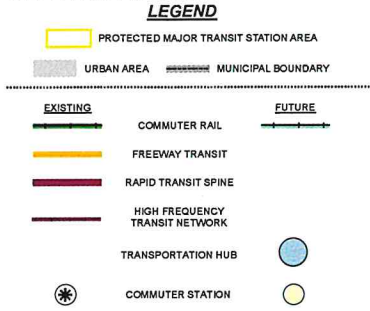 LEGEND
PROTECTED MAJOR TRANSIT STATION AREA
URBAN AREA MUNICIPAL BOUNDARY
EXISTING FUTURE
COMMUTER RAIL
FREEWAY TRANSIT
RAPID TRANSIT SPINE
HIGH FREQUENCY
TRANSIT NETWORK
TRANSPORTATION HUB
COMMUTER STATION